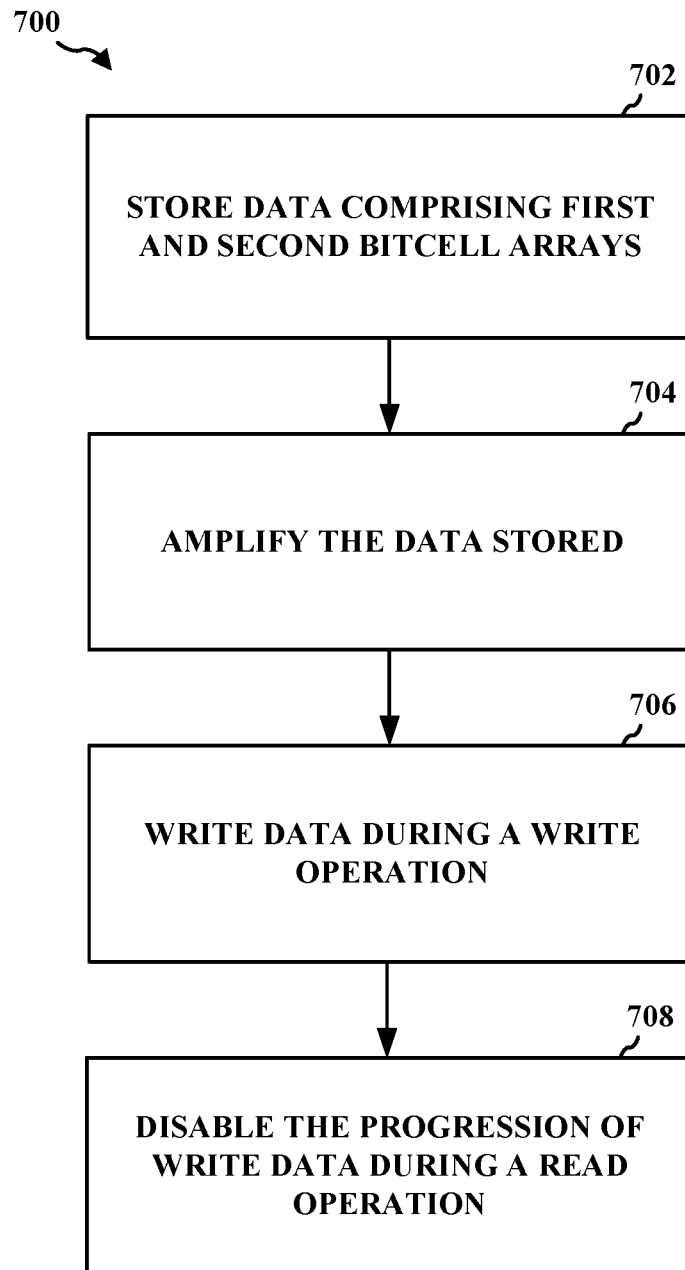 700
702
STORE DATA COMPRISING FIRST
AND SECOND BITCELL ARRAYS
704
AMPLIFY THE DATA STORED
706
WRITE DATA DURING A WRITE
OPERATION
708
DISABLE THE PROGRESSION OF
WRITE DATA DURING A READ
OPERATION